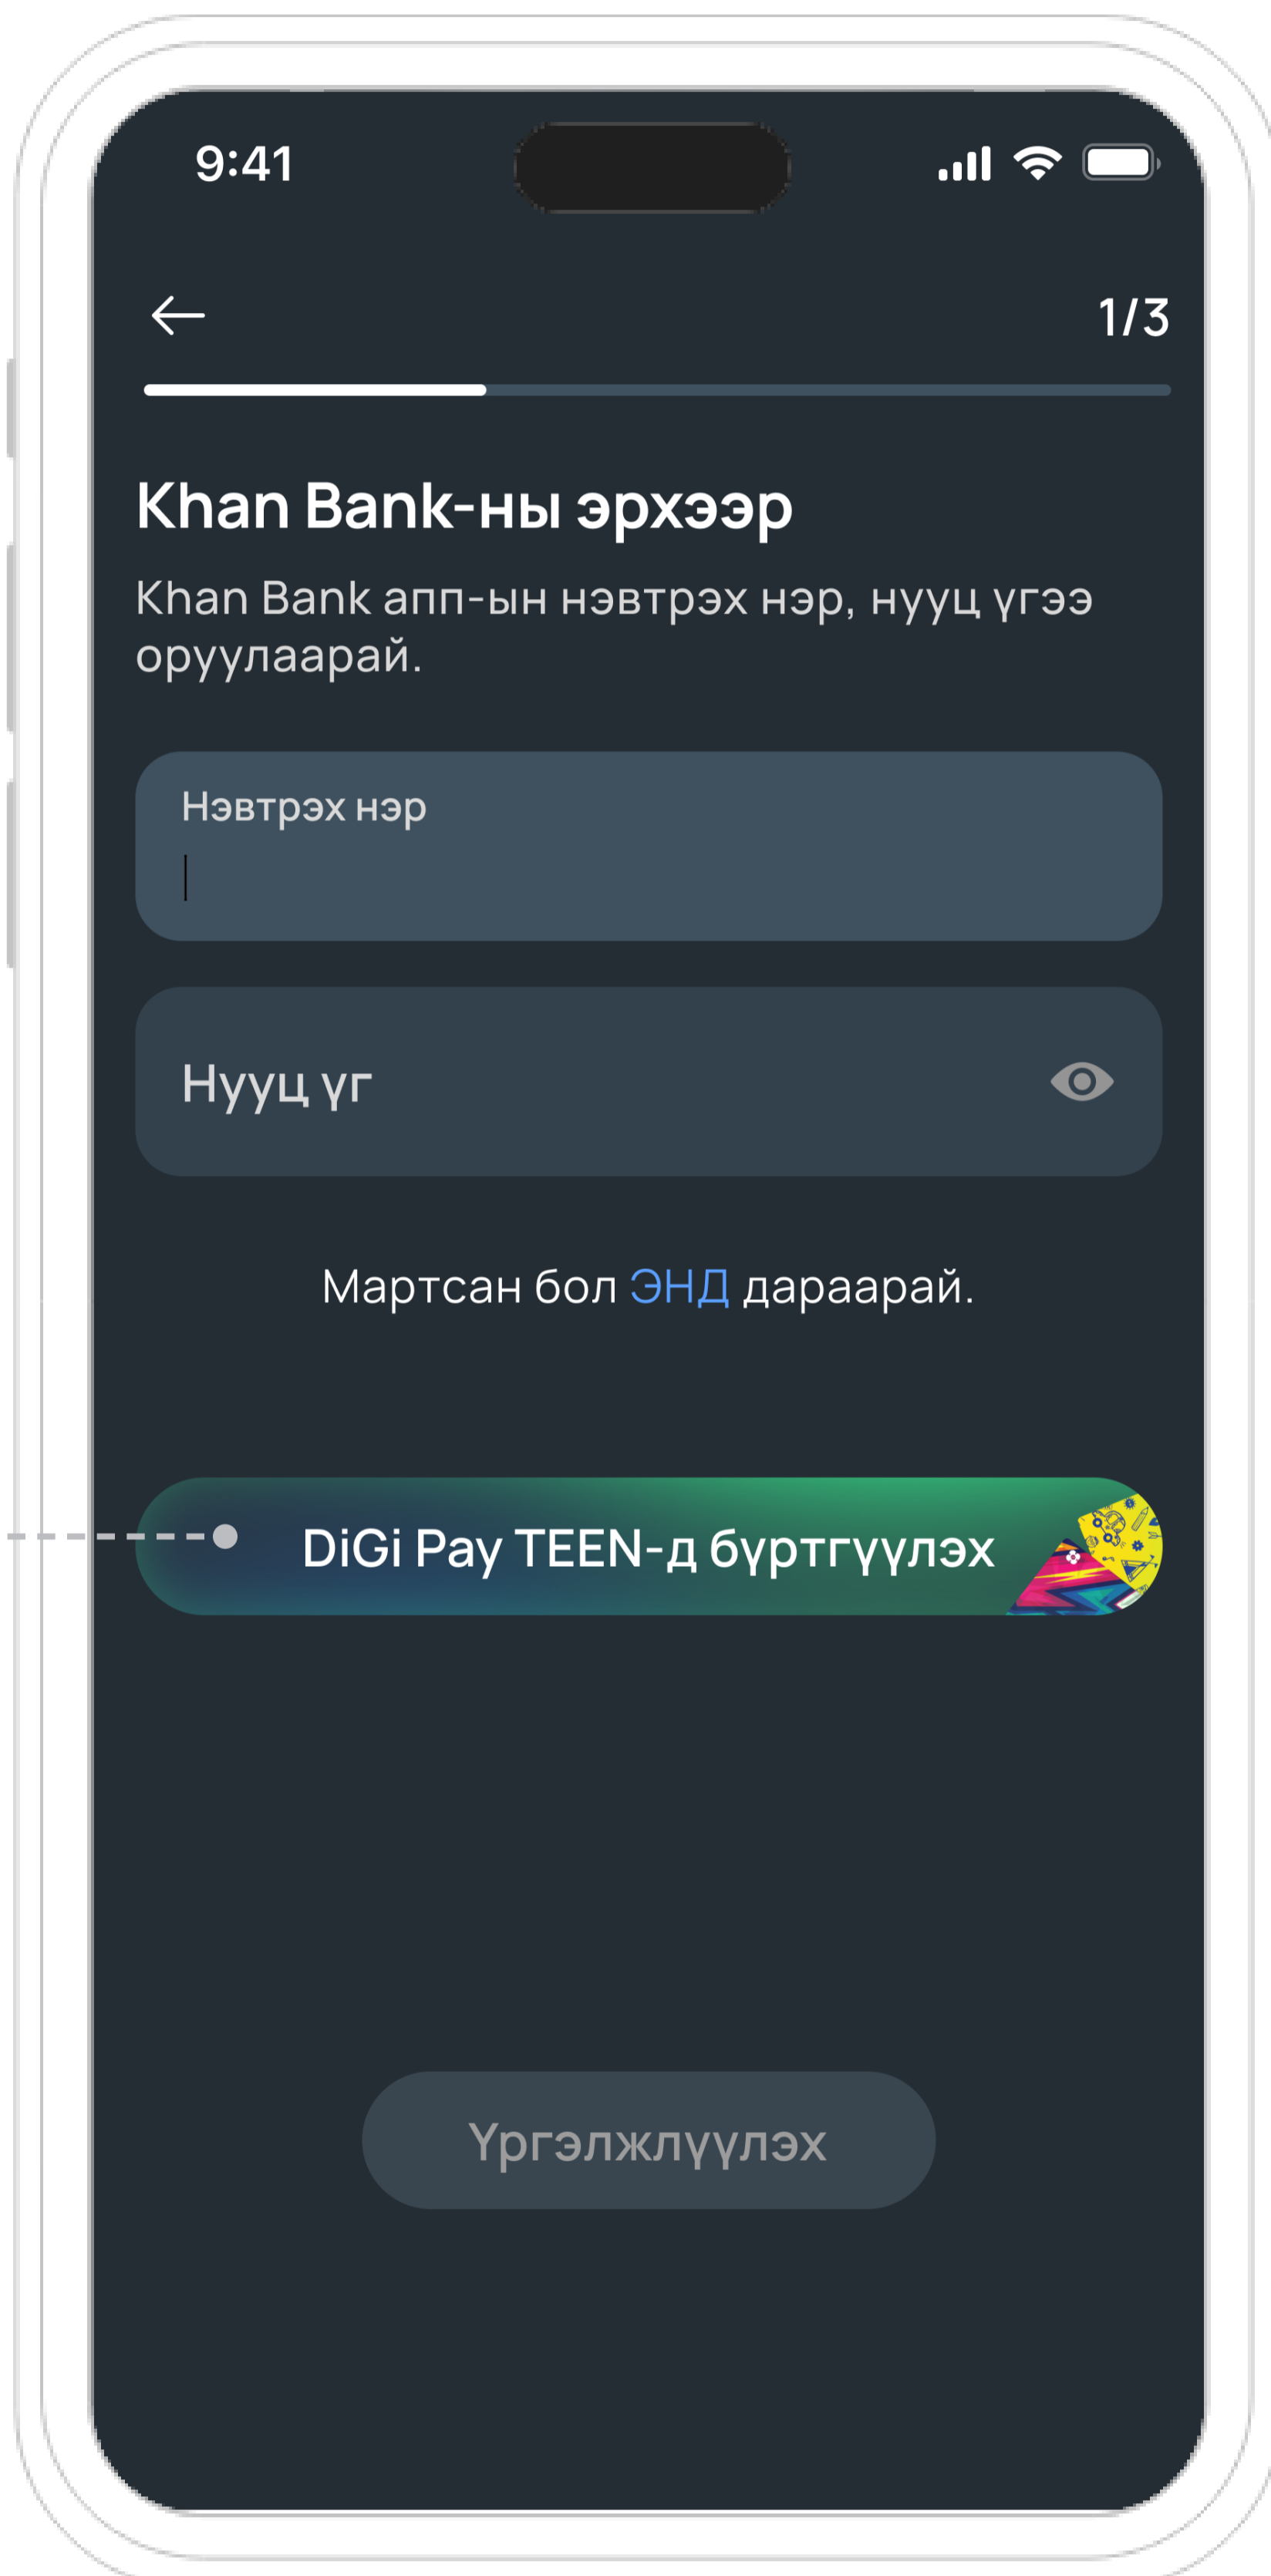 9:41
1/3
Khan Bank-ны эрхээр
Khan Bank апп-ын нэвтрэх нэр, нууц үгээ
оруулаарай.
Нэвтрэх нэр
Нууц үг
Мартсан бол ЭНД дараарай.
DiGi Pay TEEN-д бүртгүүлэх
Үргэлжлүүлэх